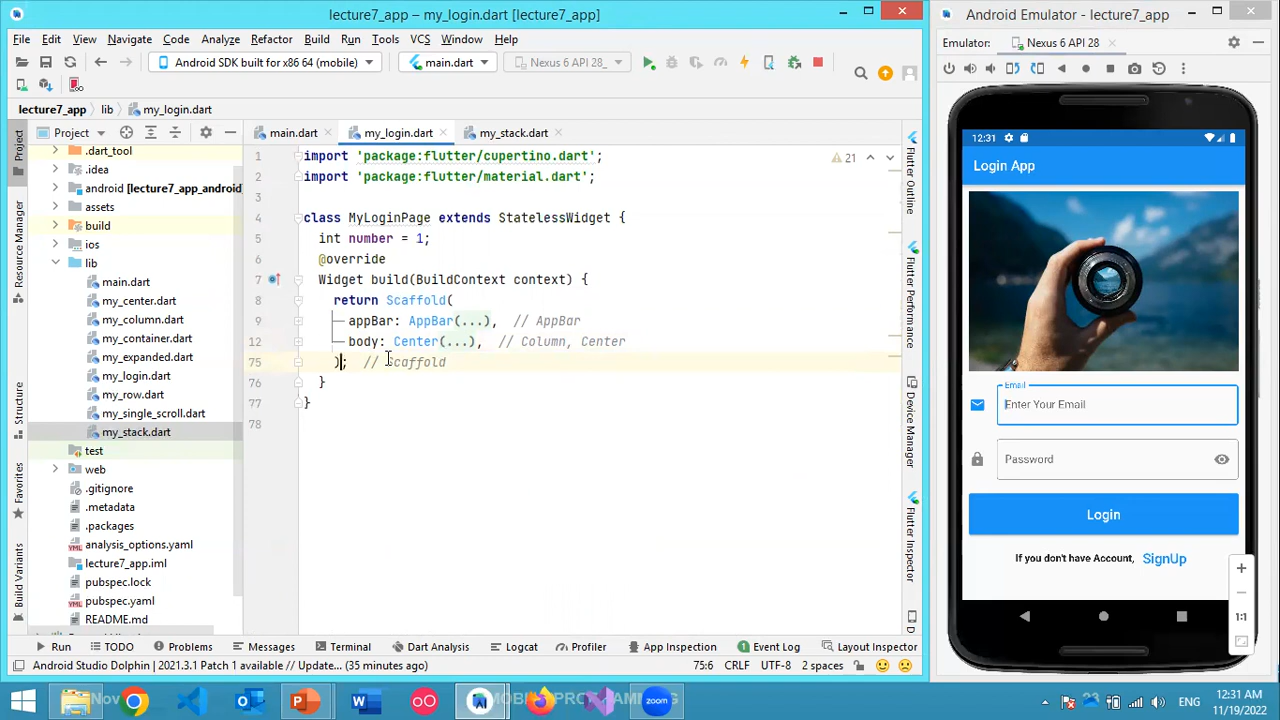 lecture7_app – my_login.dart [lecture7_app]
File Edit View Navigate Code Analyze Refactor Build Run Tools VCS Window Help
Android SDK built for x86 64 (mobile)
main.dart
Nexus 6 API 28_
lecture7_app
lib
my_login.dart
Project
main.dart
my_login.dart
my_stack.dart
.dart_tool
.idea
android [lecture7_app_android]
assets
build
ios
lib
main.dart
my_center.dart
my_column.dart
my_container.dart
my_expanded.dart
my_login.dart
my_row.dart
my_single_scroll.dart
my_stack.dart
test
web
.gitignore
.metadata
.packages
analysis_options.yaml
lecture7_app.iml
pubspec.lock
pubspec.yaml
README.md
Project
Resource Manager
Structure
Favorites
Build Variants
21
1 import 'package:flutter/cupertino.dart';
2 import 'package:flutter/material.dart';
3
4 class MyLoginPage extends StatelessWidget {
5 int number = 1;
6 @override
7 Widget build(BuildContext context) {
8 return Scaffold(
9 appBar: AppBar(...), // AppBar
12 body: Center(...), // Column, Center
75 ); // Scaffold
76 }
77 }
78
Flutter Outline
Flutter Performance
Device Manager
Flutter Inspector
Run TODO Problems Messages Terminal Dart Analysis Logcat Profiler App Inspection Event Log Layout Inspector
Android Studio Dolphin | 2021.3.1 Patch 1 available // Update... (33 minutes ago)
75:6 CRLF UTF-8 2 spaces
Android Emulator - lecture7_app
Emulator:
Nexus 6 API 28
12:31
Login App
Email
Enter Your Email
Password
Login
If you don't have Account, SignUp
1:1
MOBILE PROGRAMMING
Nov
23
ENG
12:31 AM
11/19/2022